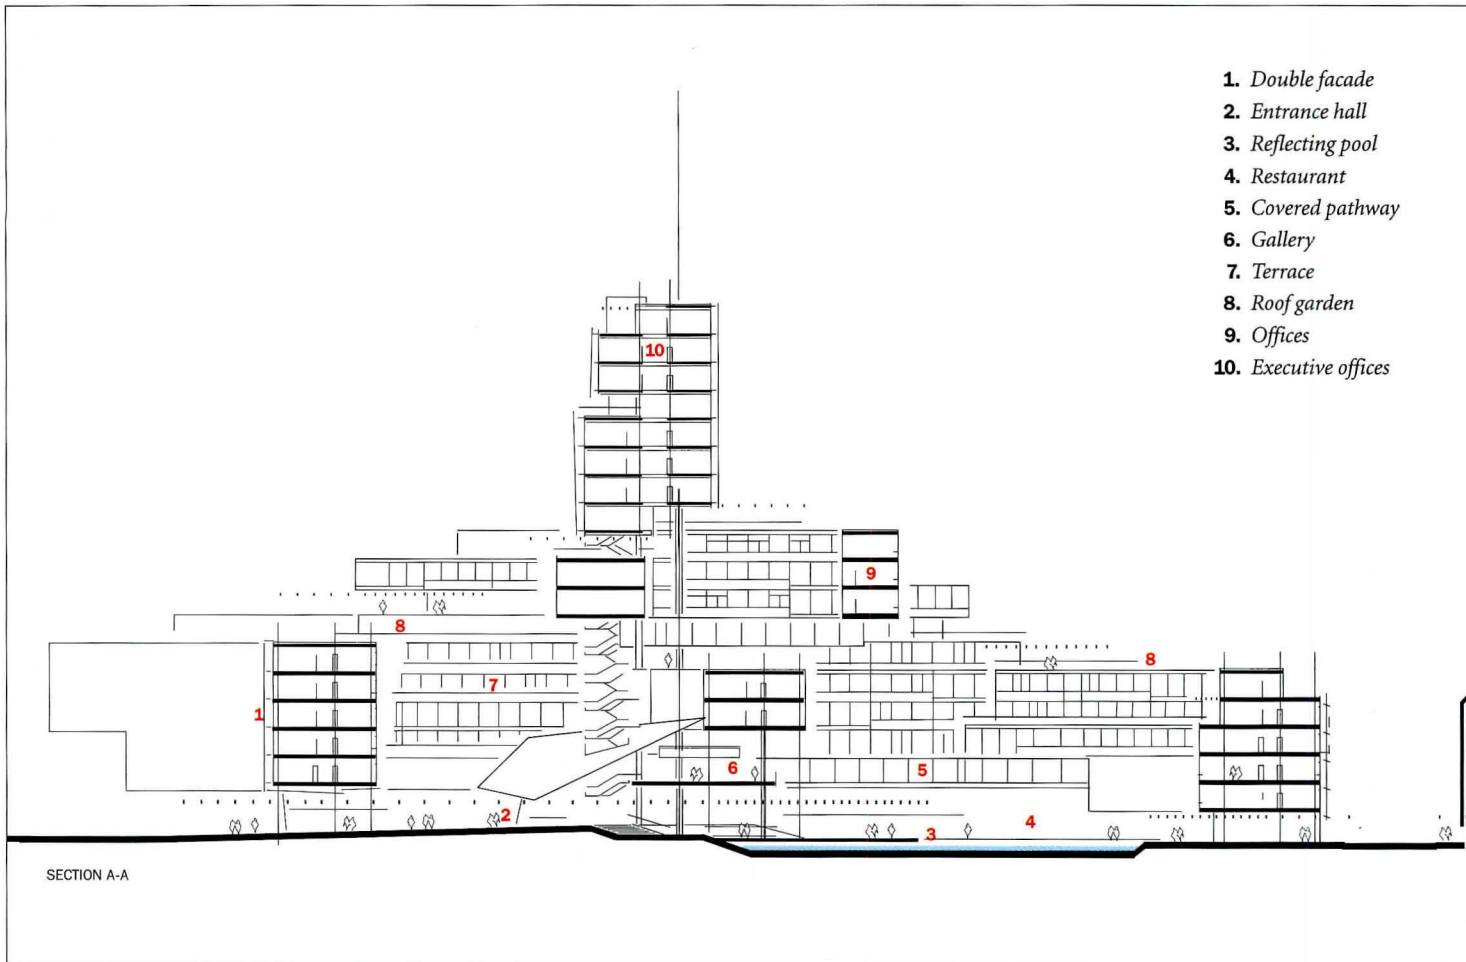 1. Double facade
2. Entrance hall
3. Reflecting pool
4. Restaurant
5. Covered pathway
6. Gallery
7. Terrace
8. Roof garden
9. Offices
10. Executive offices
10
9
8
8
7
1
6
5
2
4
3
SECTION A-A